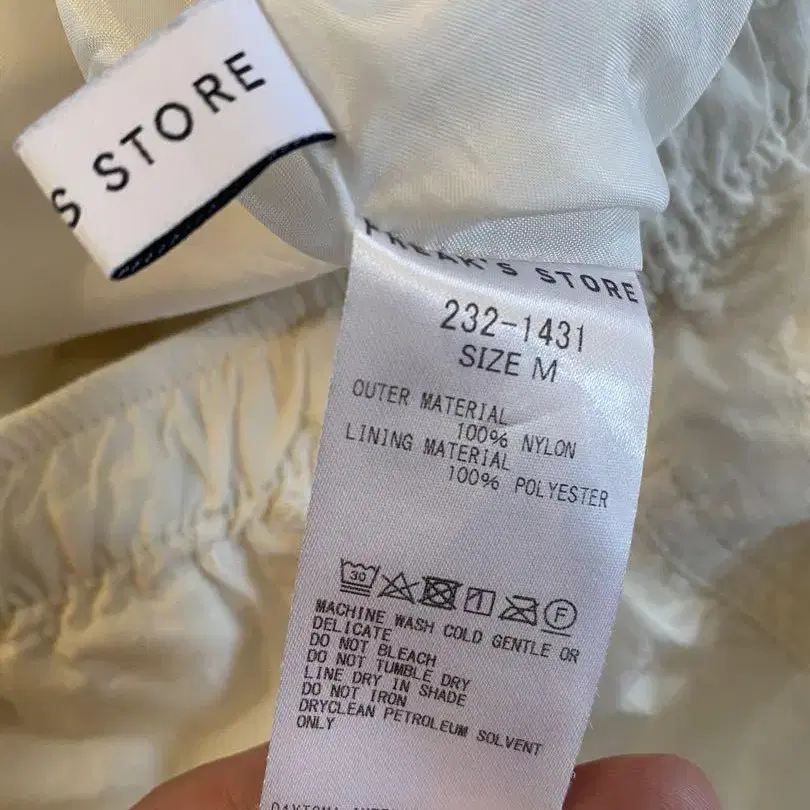 S STORE
FREAK'S STORE
232-1431
SIZE M
OUTER MATERIAL
100% NYLON
LINING MATERIAL
100% POLYESTER
30
F
MACHINE WASH COLD GENTLE OR
DELICATE
DO NOT BLEACH
DO NOT TUMBLE DRY
LINE DRY IN SHADE
DO NOT IRON
DRYCLEAN PETROLEUM SOLVENT
ONLY